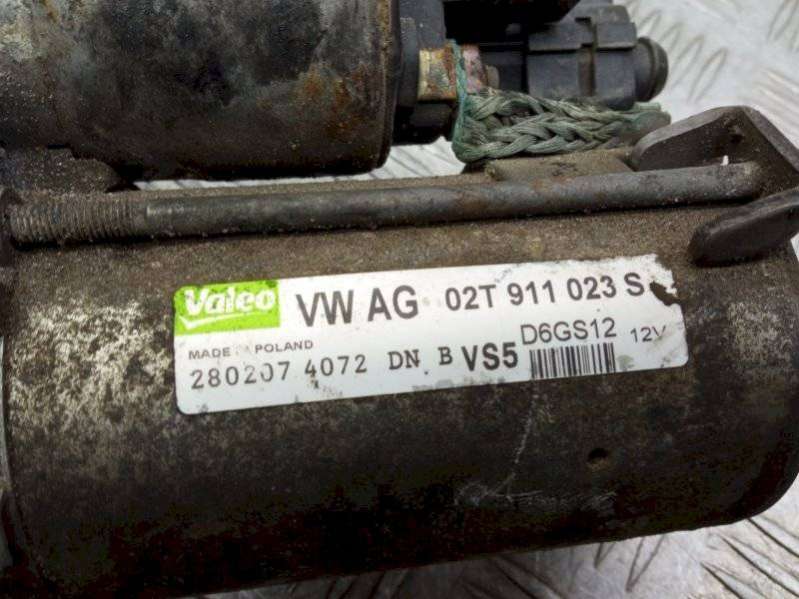 Valeo VW AG 02T 911 023 S
D6GS12 12V
MADE POLAND
280207 4072 DN B VS5